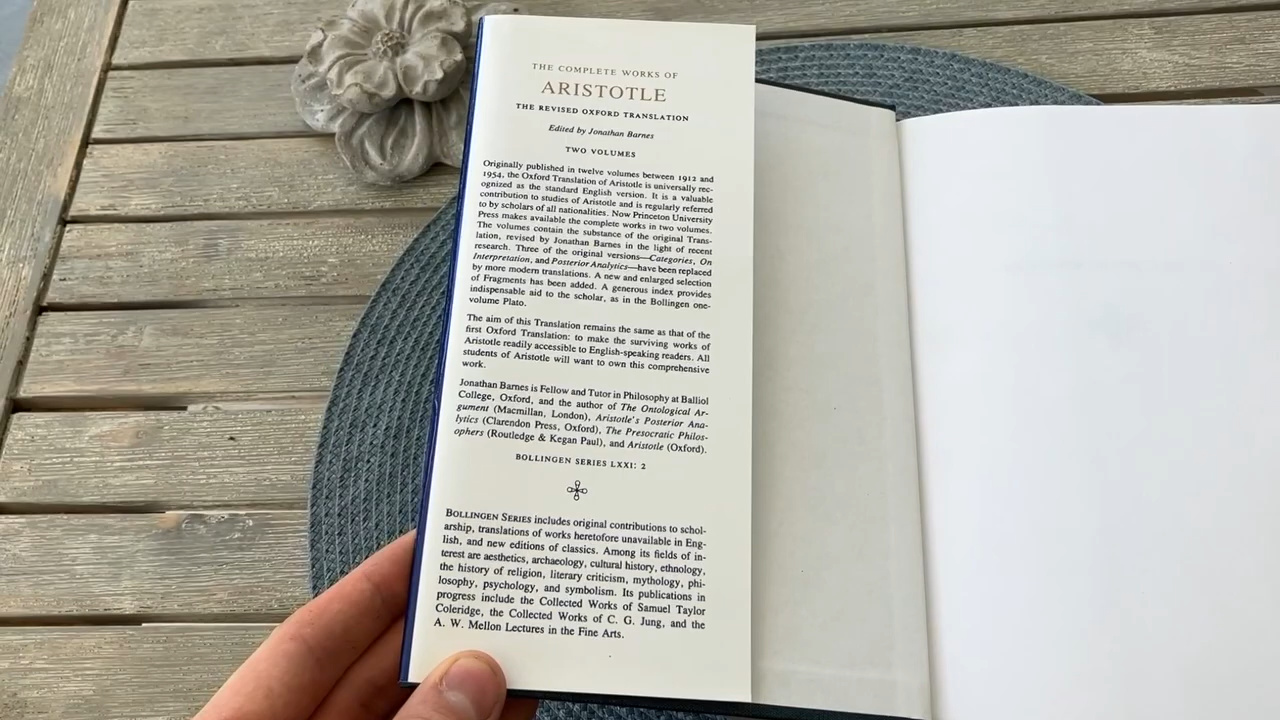 THE COMPLETE WORKS OF
ARISTOTLE
THE REVISED OXFORD TRANSLATION
Edited by Jonathan Barnes
TWO VOLUMES
Originally published in twelve volumes between 1912 and
1954, the Oxford Translation of Aristotle is universally rec-
ognized as the standard English version. It is a valuable
contribution to studies of Aristotle and is regularly referred
to by scholars of all nationalities. Now Princeton University
Press makes available the complete works in two volumes.
The volumes contain the substance of the original Trans-
lation, revised by Jonathan Barnes in the light of recent
research. Three of the original versions—Categories, On
Interpretation, and Posterior Analytics—have been replaced
by more modern translations. A new and enlarged selection
of Fragments has been added. A generous index provides
indispensable aid to the scholar, as in the Bollingen one-
volume Plato.
The aim of this Translation remains the same as that of the
first Oxford Translation: to make the surviving works of
Aristotle readily accessible to English-speaking readers. All
students of Aristotle will want to own this comprehensive
work.
Jonathan Barnes is Fellow and Tutor in Philosophy at Balliol
College, Oxford, and the author of The Ontological Ar-
gument (Macmillan, London), Aristotle's Posterior Ana-
lytics (Clarendon Press, Oxford), The Presocratic Philos-
ophers (Routledge & Kegan Paul), and Aristotle (Oxford).
BOLLINGEN SERIES LXXI: 2
BOLLINGEN SERIES includes original contributions to schol-
arship, translations of works heretofore unavailable in Eng-
lish, and new editions of classics. Among its fields of in-
terest are aesthetics, archaeology, cultural history, ethnology,
the history of religion, literary criticism, mythology, phi-
losophy, psychology, and symbolism. Its publications in
progress include the Collected Works of Samuel Taylor
Coleridge, the Collected Works of C. G. Jung, and the
A. W. Mellon Lectures in the Fine Arts.